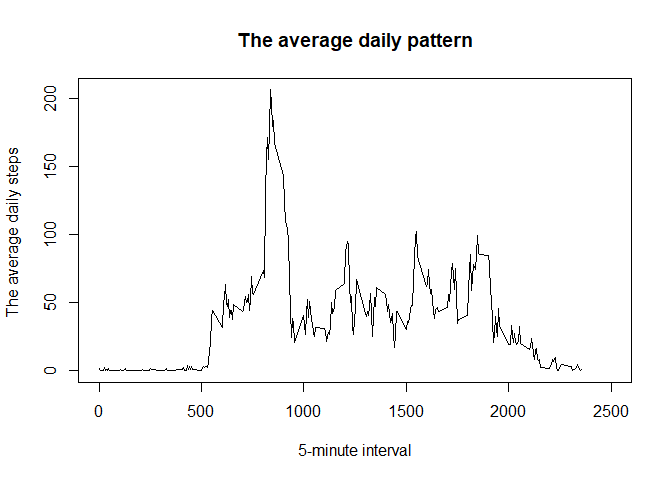 The average daily pattern
The average daily steps
200
150
100
50
0
0 500 1000 1500 2000 2500
5-minute interval